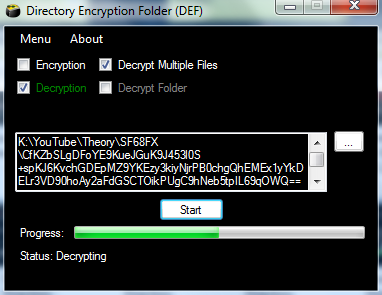 Directory Encryption Folder (DEF)
Menu About
Encryption Decrypt Multiple Files
Decryption Decrypt Folder
K:\YouTube\Theory\SF68FX
\CfKZbSLgDFoYE9KueJGuK9J453I0S
+spKJ6KvchGDEpMZ9YKEzy3kiyNjrPB0chgQhEMEx1yYkD
ELr3VD90hoAy2aFdGSCTOikPUgC9hNeb5tpIL69qOWQ==
...
Start
Progress:
Status: Decrypting